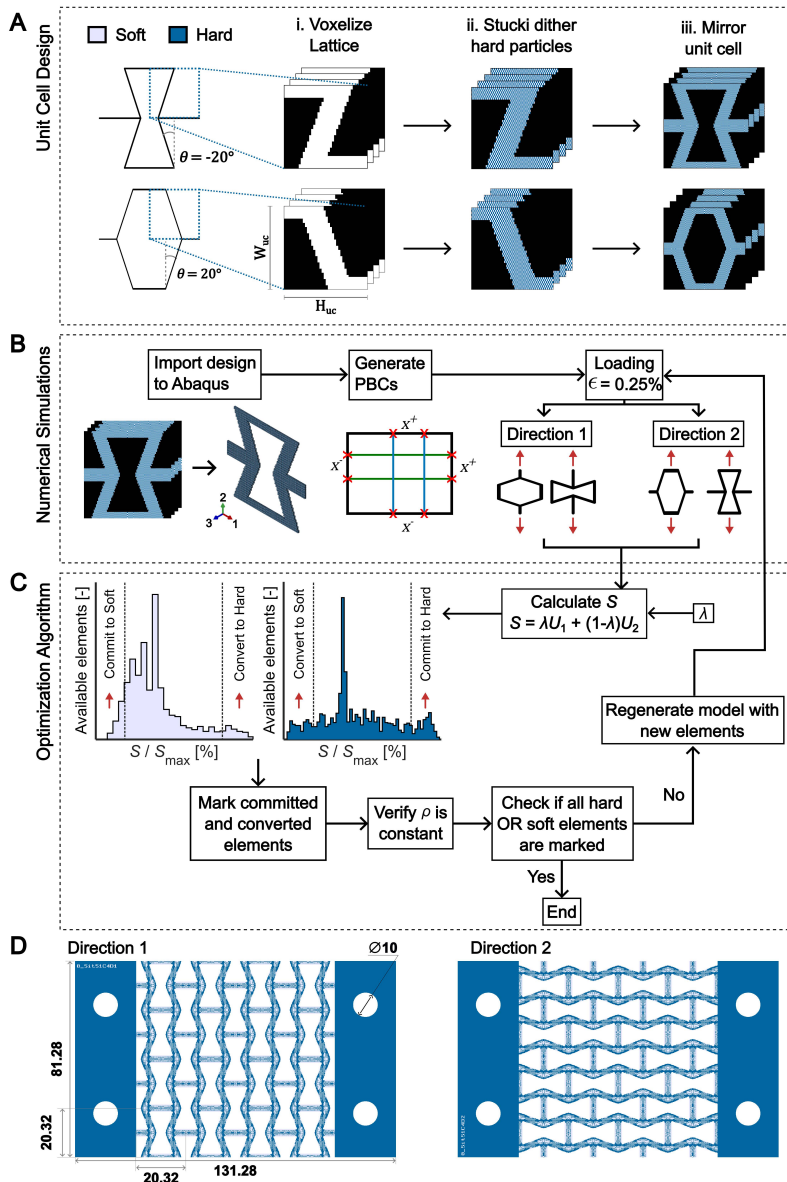 A
Unit Cell Design
Soft
Hard
i. Voxelize
Lattice
ii. Stucki dither
hard particles
iii. Mirror
unit cell
θ = -20°
θ = 20°
W_uc
H_uc
B
Numerical Simulations
Import design
to Abaqus
Generate
PBCs
Loading
ϵ = 0.25%
Direction 1
Direction 2
2
3
1
X⁺
X⁻
X⁺
X⁻
C
Optimization Algorithm
Available elements [-]
Commit to Soft
Convert to Hard
S / S_max [%]
Available elements [-]
Convert to Soft
Commit to Hard
S / S_max [%]
Calculate S
S = λU₁ + (1-λ)U₂
λ
Regenerate model with
new elements
Mark committed
and converted
elements
Verify ρ is
constant
Check if all hard
OR soft elements
are marked
No
Yes
End
D
Direction 1
Ø10
81.28
20.32
20.32
131.28
Direction 2